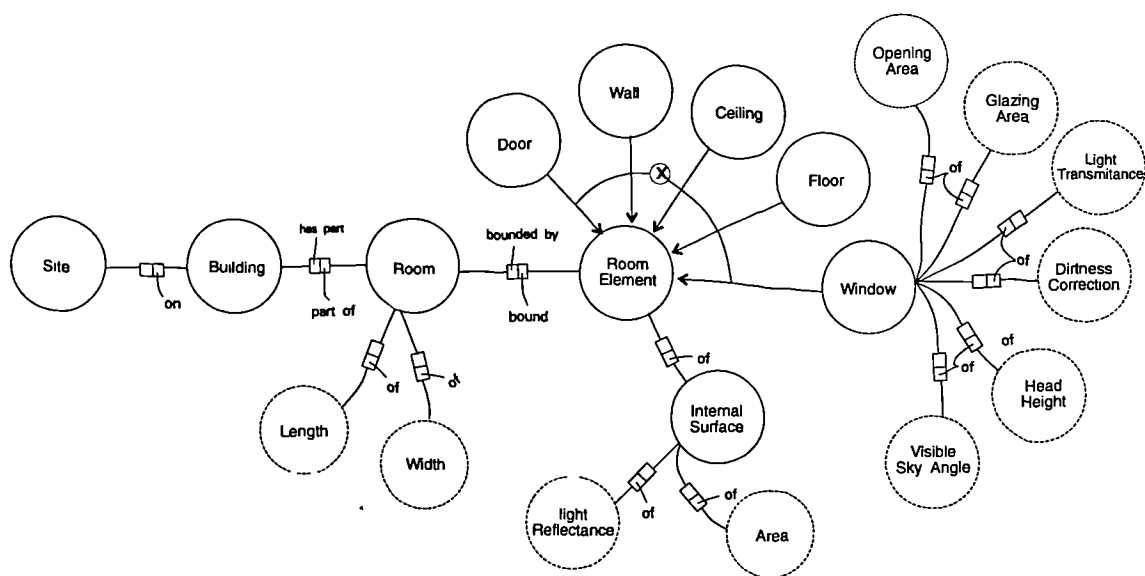 Opening
Area
Wall
Glazing
Area
Ceiling
Door
Light
Transmitance
X
of
Floor
has part
bounded by
Site
Building
Room
Room
Element
Window
of
Dirtness
Correction
on
part of
bound
of
of
of
of
of
Head
Height
Internal
Surface
Length
Width
Visible
Sky Angle
of
of
light
Reflectance
Area